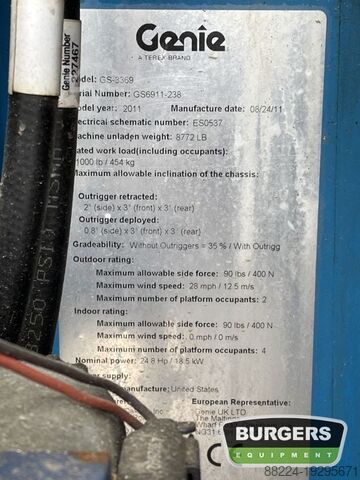 Genie
A TEREX BRAND
Genie Number
27467
Model: GS-3369
Serial Number: GS6911-238
Model year: 2011 Manufacture date: 08/24/11
Electrical schematic number: ES0537
Machine unladen weight: 8772 LB
Rated work load(including occupants):
1000 lb / 454 kg
Maximum allowable inclination of the chassis:
Outrigger retracted:
2° (side) x 3° (front) x 3° (rear)
Outrigger deployed:
0.8° (side) x 3° (front) x 3° (rear)
Gradeability: Without Outriggers = 35 % / With Outrigg
Outdoor rating:
Maximum allowable side force: 90 lbs / 400 N
Maximum wind speed: 28 mph / 12.5 m/s
Maximum number of platform occupants: 2
Indoor rating:
Maximum allowable side force: 90 lbs / 400 N
Maximum wind speed: 0 mph / 0 m/s
Maximum number of platform occupants: 4
Nominal power: 24.8 Hp / 18.5 kW
supply:
manufacture: United States
European Representative:
Genie UK LTD
The Maltings
Wharf
NG31
3250 PSI
BURGERS
EQUIPMENT
88224-19295671